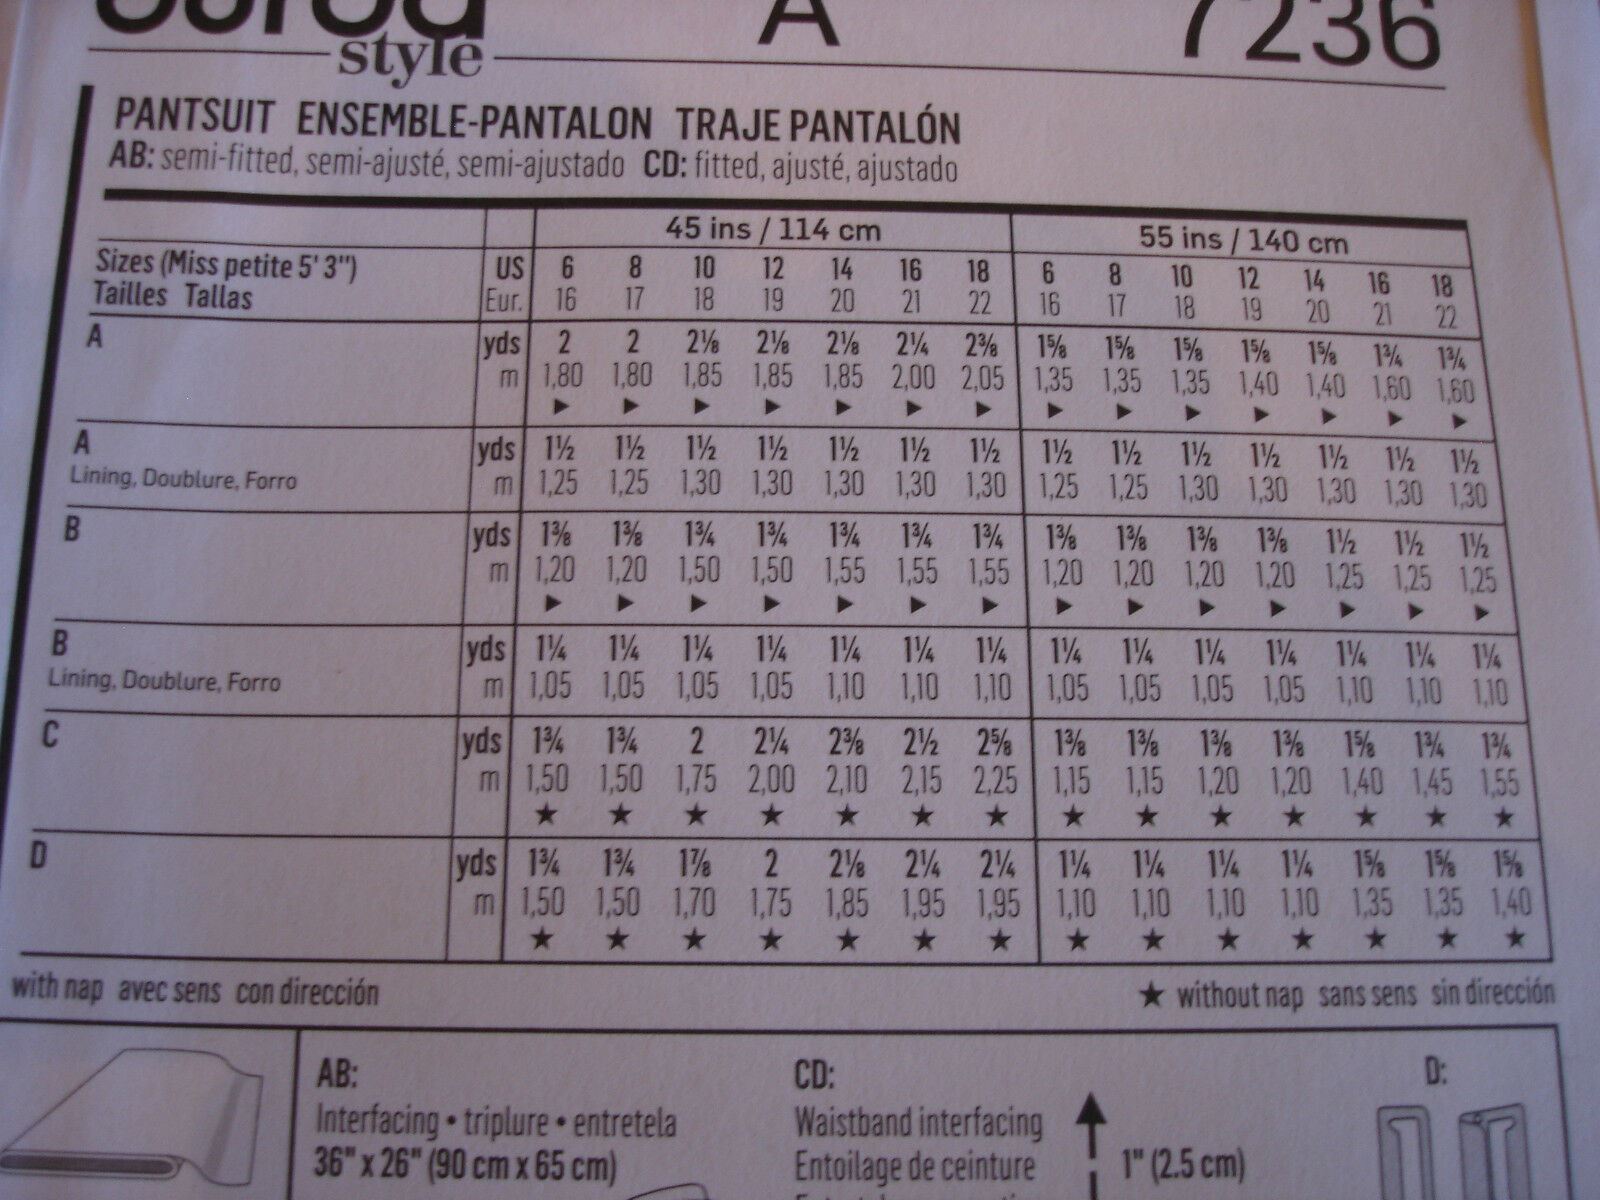 burda A 7236
style
PANTSUIT ENSEMBLE-PANTALON TRAJE PANTALÓN
AB: semi-fitted, semi-ajusté, semi-ajustado CD: fitted, ajusté, ajustado
45 ins / 114 cm 55 ins / 140 cm
Sizes (Miss petite 5' 3") US 6 8 10 12 14 16 18 6 8 10 12 14 16 18
Tailles Tallas Eur. 16 17 18 19 20 21 22 16 17 18 19 20 21 22
A yds 2 2 2⅛ 2⅛ 2⅛ 2¼ 2⅜ 1⅝ 1⅝ 1⅝ 1⅝ 1⅝ 1¾ 1¾
m 1,80 1,80 1,85 1,85 1,85 2,00 2,05 1,35 1,35 1,35 1,40 1,40 1,60 1,60
► ► ► ► ► ► ► ► ► ► ► ► ► ►
A yds 1½ 1½ 1½ 1½ 1½ 1½ 1½ 1½ 1½ 1½ 1½ 1½ 1½ 1½
Lining, Doublure, Forro m 1,25 1,25 1,30 1,30 1,30 1,30 1,30 1,25 1,25 1,30 1,30 1,30 1,30 1,30
B yds 1⅜ 1⅜ 1¾ 1¾ 1¾ 1¾ 1¾ 1⅜ 1⅜ 1⅜ 1⅜ 1½ 1½ 1½
m 1,20 1,20 1,50 1,50 1,55 1,55 1,55 1,20 1,20 1,20 1,20 1,25 1,25 1,25
► ► ► ► ► ► ► ► ► ► ► ► ► ►
B yds 1¼ 1¼ 1¼ 1¼ 1¼ 1¼ 1¼ 1¼ 1¼ 1¼ 1¼ 1¼ 1¼ 1¼
Lining, Doublure, Forro m 1,05 1,05 1,05 1,05 1,10 1,10 1,10 1,05 1,05 1,05 1,05 1,10 1,10 1,10
C yds 1¾ 1¾ 2 2¼ 2⅜ 2½ 2⅝ 1⅜ 1⅜ 1⅜ 1⅜ 1⅝ 1¾ 1¾
m 1,50 1,50 1,75 2,00 2,10 2,15 2,25 1,15 1,15 1,20 1,20 1,40 1,45 1,55
★ ★ ★ ★ ★ ★ ★ ★ ★ ★ ★ ★ ★ ★
D yds 1¾ 1¾ 1⅞ 2 2⅛ 2¼ 2¼ 1¼ 1¼ 1¼ 1¼ 1⅝ 1⅝ 1⅝
m 1,50 1,50 1,70 1,75 1,85 1,95 1,95 1,10 1,10 1,10 1,10 1,35 1,35 1,40
★ ★ ★ ★ ★ ★ ★ ★ ★ ★ ★ ★ ★ ★
with nap avec sens con dirección ★ without nap sans sens sin dirección
AB: CD: D:
Interfacing • triplure • entretela Waistband interfacing
36" x 26" (90 cm x 65 cm) Entoilage de ceinture 1" (2.5 cm)